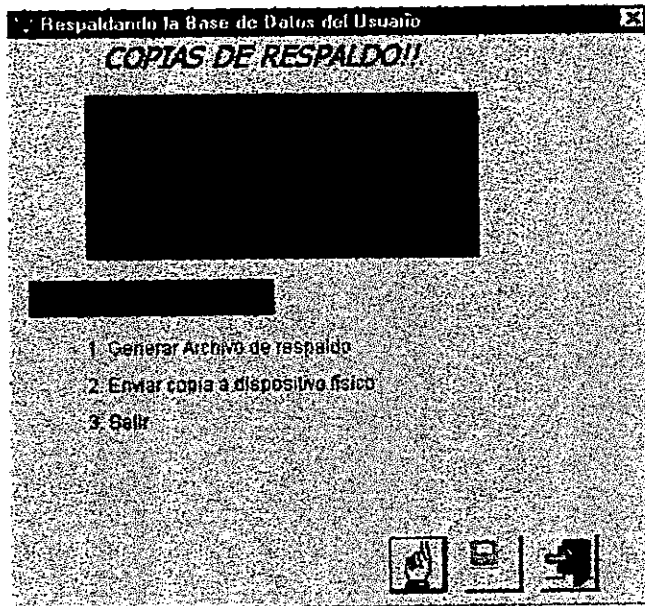 Respaldando la Base de Datos del Usuario
COPIAS DE RESPALDO!!
1. Generar Archivo de respaldo
2. Enviar copia a dispositivo fisico
3. Salir